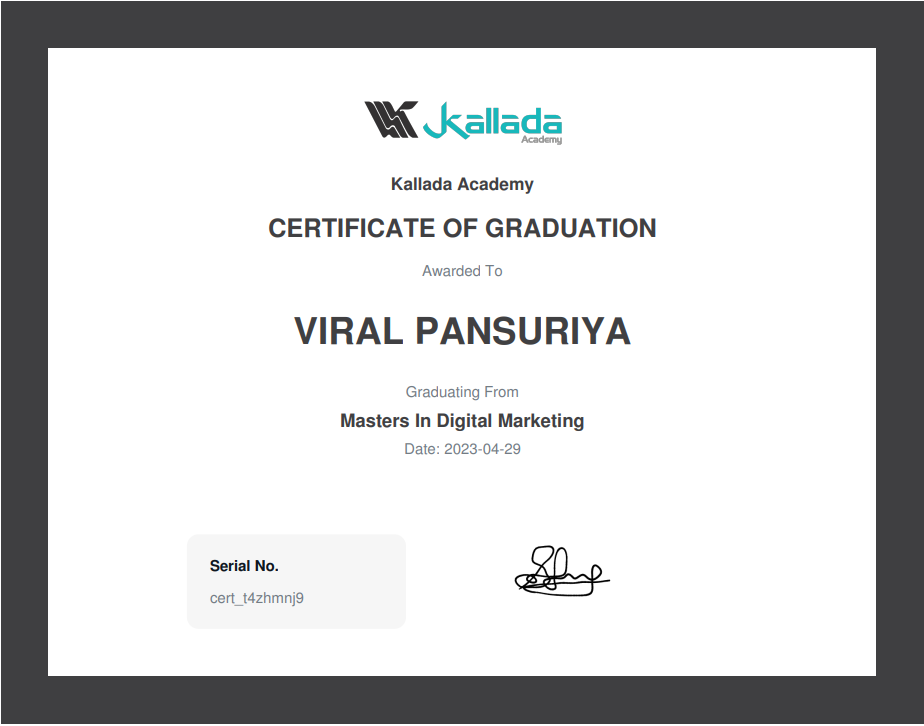 Kallada
Academy
Kallada Academy
CERTIFICATE OF GRADUATION
Awarded To
VIRAL PANSURIYA
Graduating From
Masters In Digital Marketing
Date: 2023-04-29
Serial No.
cert_t4zhmnj9